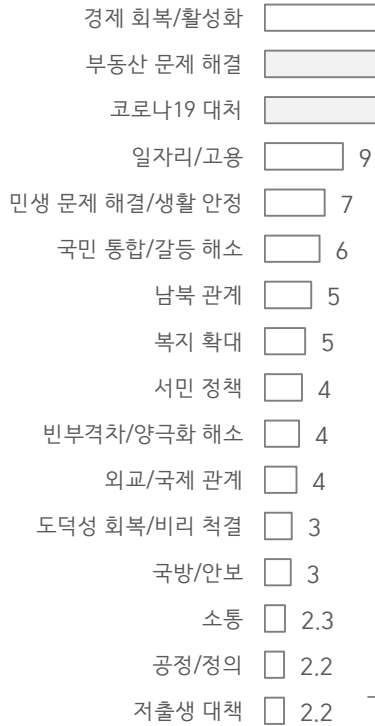 경제 회복/활성화
부동산 문제 해결
코로나19 대처
일자리/고용 9
민생 문제 해결/생활 안정 7
국민 통합/갈등 해소 6
남북 관계 5
복지 확대 5
서민 정책 4
빈부격차/양극화 해소 4
외교/국제 관계 4
도덕성 회복/비리 척결 3
국방/안보 3
소통 2.3
공정/정의 2.2
저출생 대책 2.2